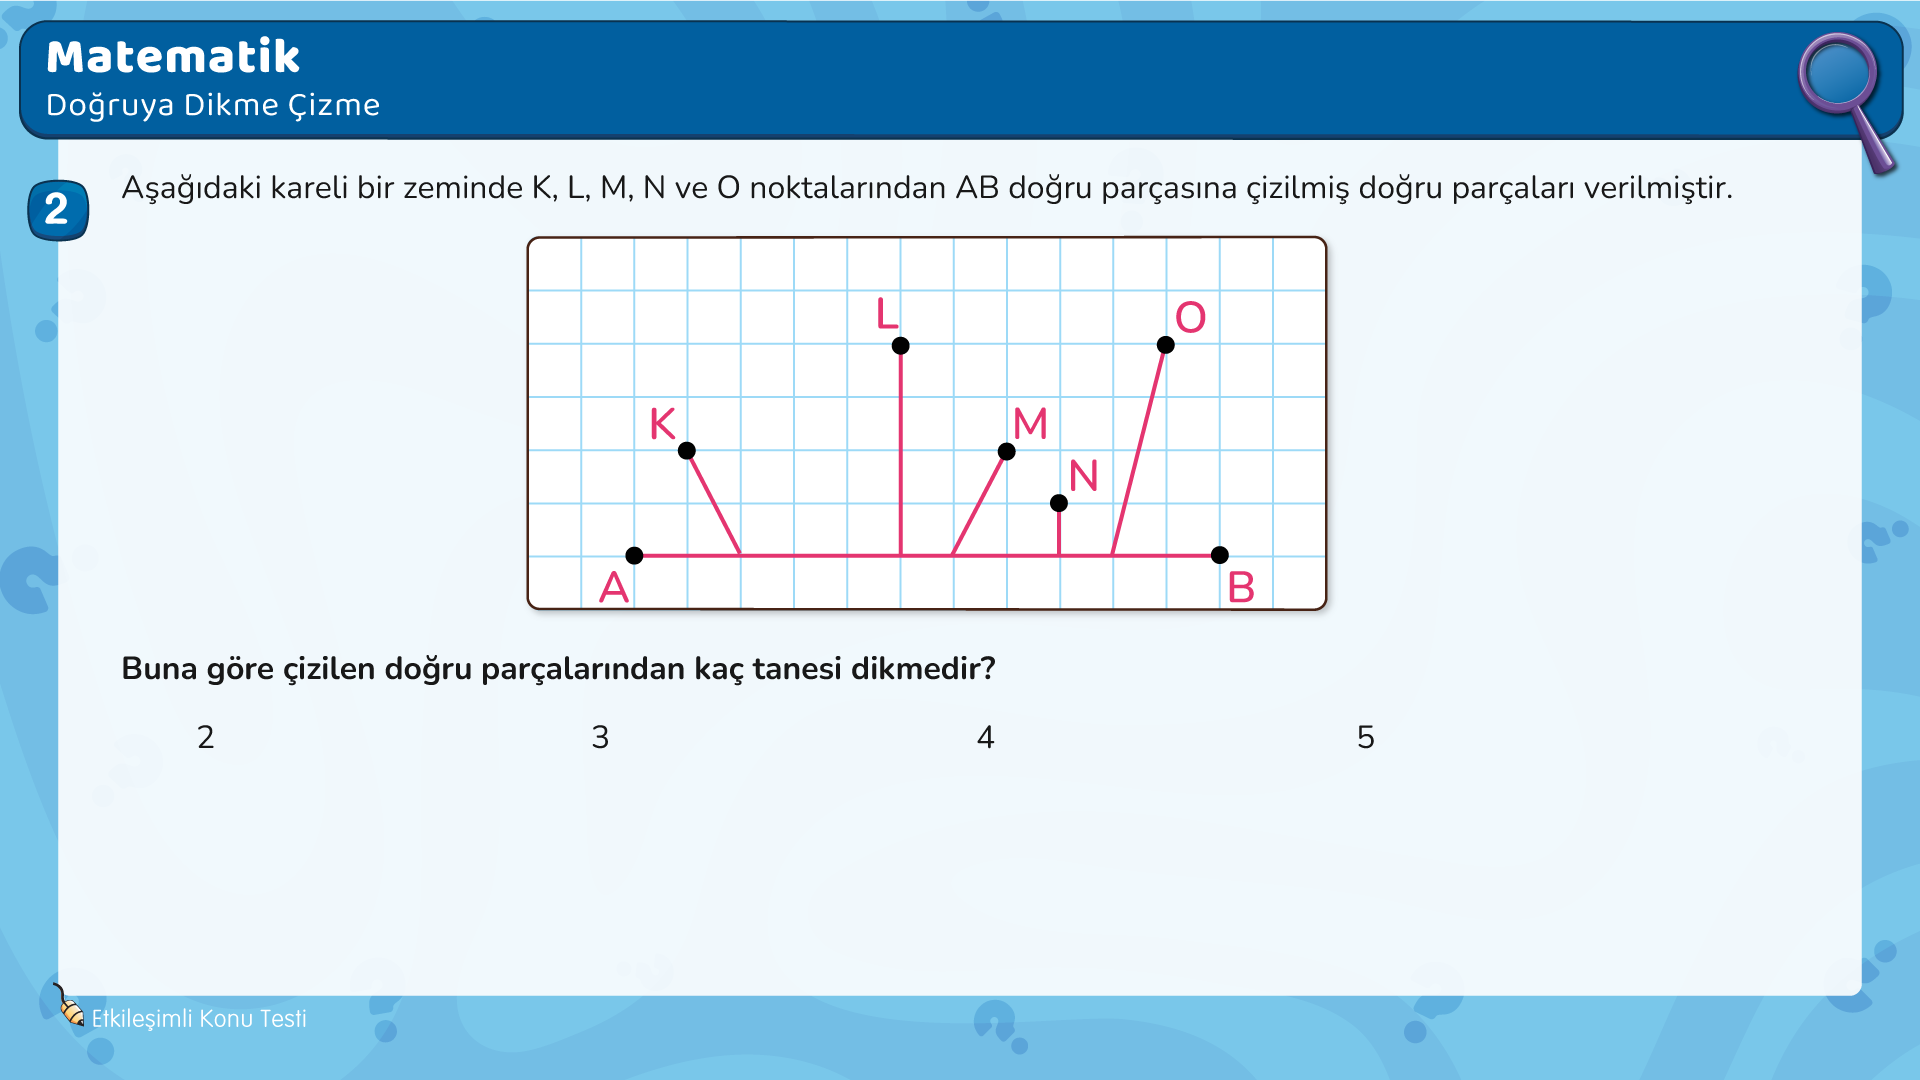 Matematik
Doğruya Dikme Çizme
2
Aşağıdaki kareli bir zeminde K, L, M, N ve O noktalarından AB doğru parçasına çizilmiş doğru parçaları verilmiştir.
L
O
K
M
N
A
B
Buna göre çizilen doğru parçalarından kaç tanesi dikmedir?
2 3 4 5
Etkileşimli Konu Testi